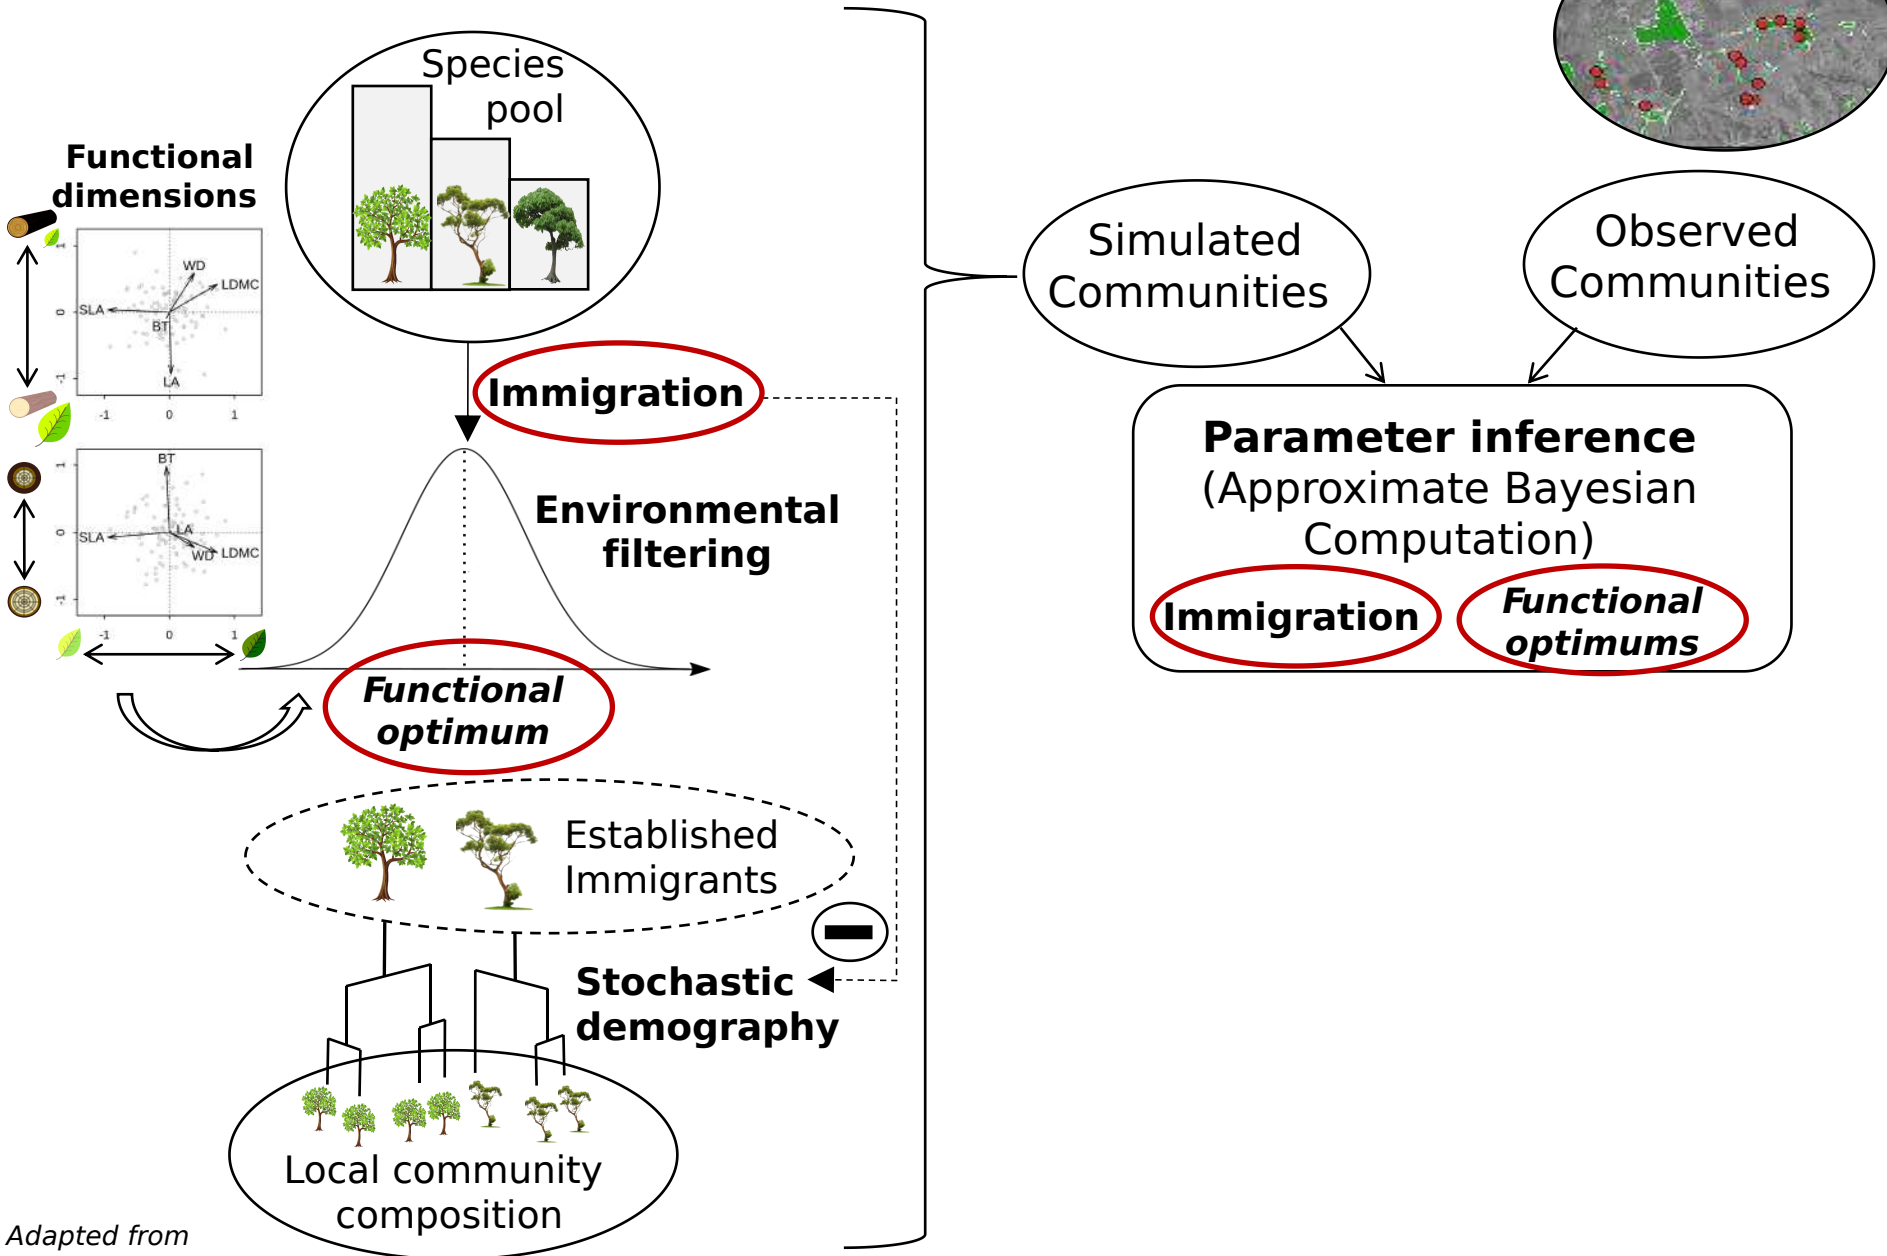 Species
pool
Functional
dimensions
1
WD
LDMC
SLA
0
BT
-1
LA
-1
0
1
Immigration
1
BT
0
SLA
LA
WD
LDMC
-1
-1
0
1
Environmental
filtering
Functional
optimum
Established
Immigrants
Stochastic
demography
Local community
composition
Adapted from
Simulated
Communities
Observed
Communities
Parameter inference
(Approximate Bayesian
Computation)
Immigration
Functional
optimums